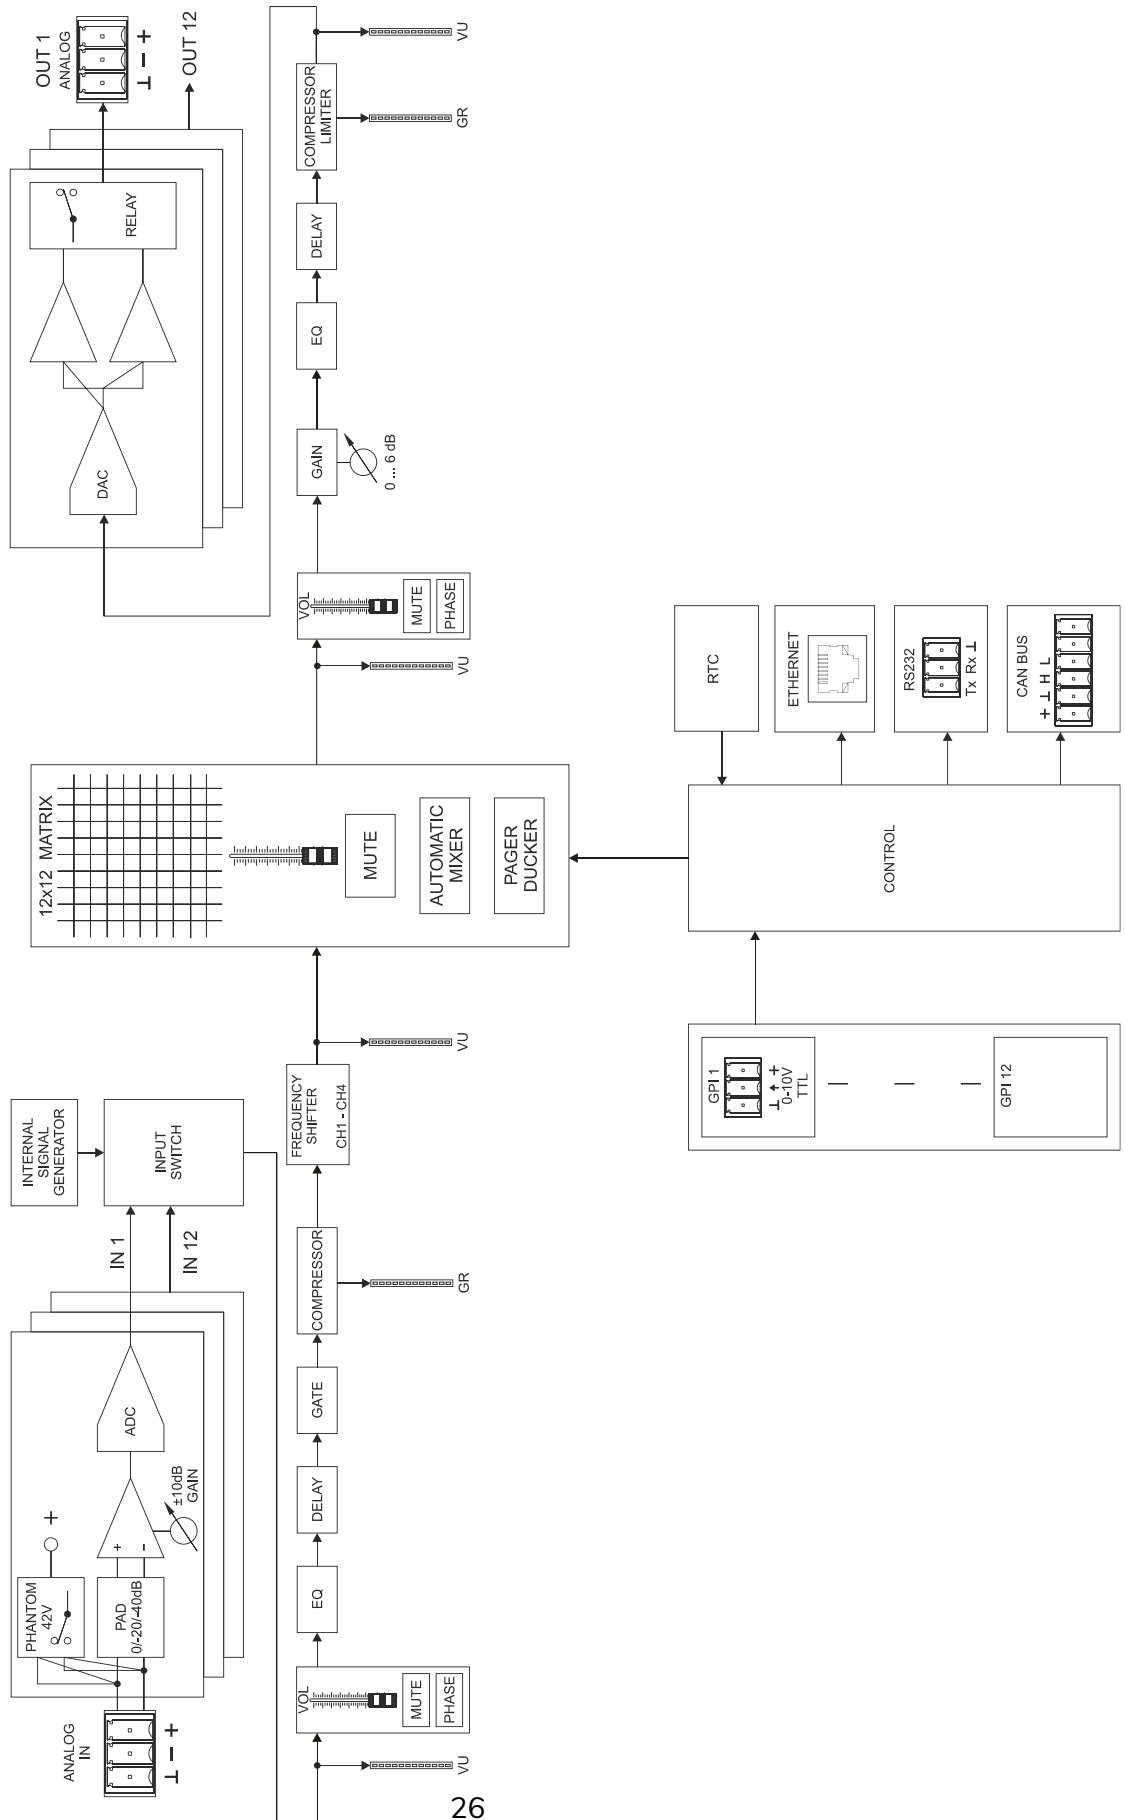 ANALOG
IN
⊥ − +
PHANTOM
42V
+
PAD
0/-20/-40dB
+
-
±10dB
GAIN
ADC
IN 1
IN 12
INTERNAL
SIGNAL
GENERATOR
INPUT
SWITCH
VU
VOL
MUTE
PHASE
EQ
DELAY
GATE
COMPRESSOR
GR
FREQUENCY
SHIFTER
CH1 - CH4
VU
12x12 MATRIX
MUTE
AUTOMATIC
MIXER
PAGER
DUCKER
VU
VOL
MUTE
PHASE
GAIN
0 ... 6 dB
EQ
DELAY
COMPRESSOR
LIMITER
GR
VU
DAC
RELAY
OUT 1
ANALOG
⊥ − +
OUT 12
GPI 1
⊥ ↑ +
0-10V
TTL
GPI 12
CONTROL
RTC
ETHERNET
RS232
Tx Rx ⊥
CAN BUS
+ ⊥ H L
26